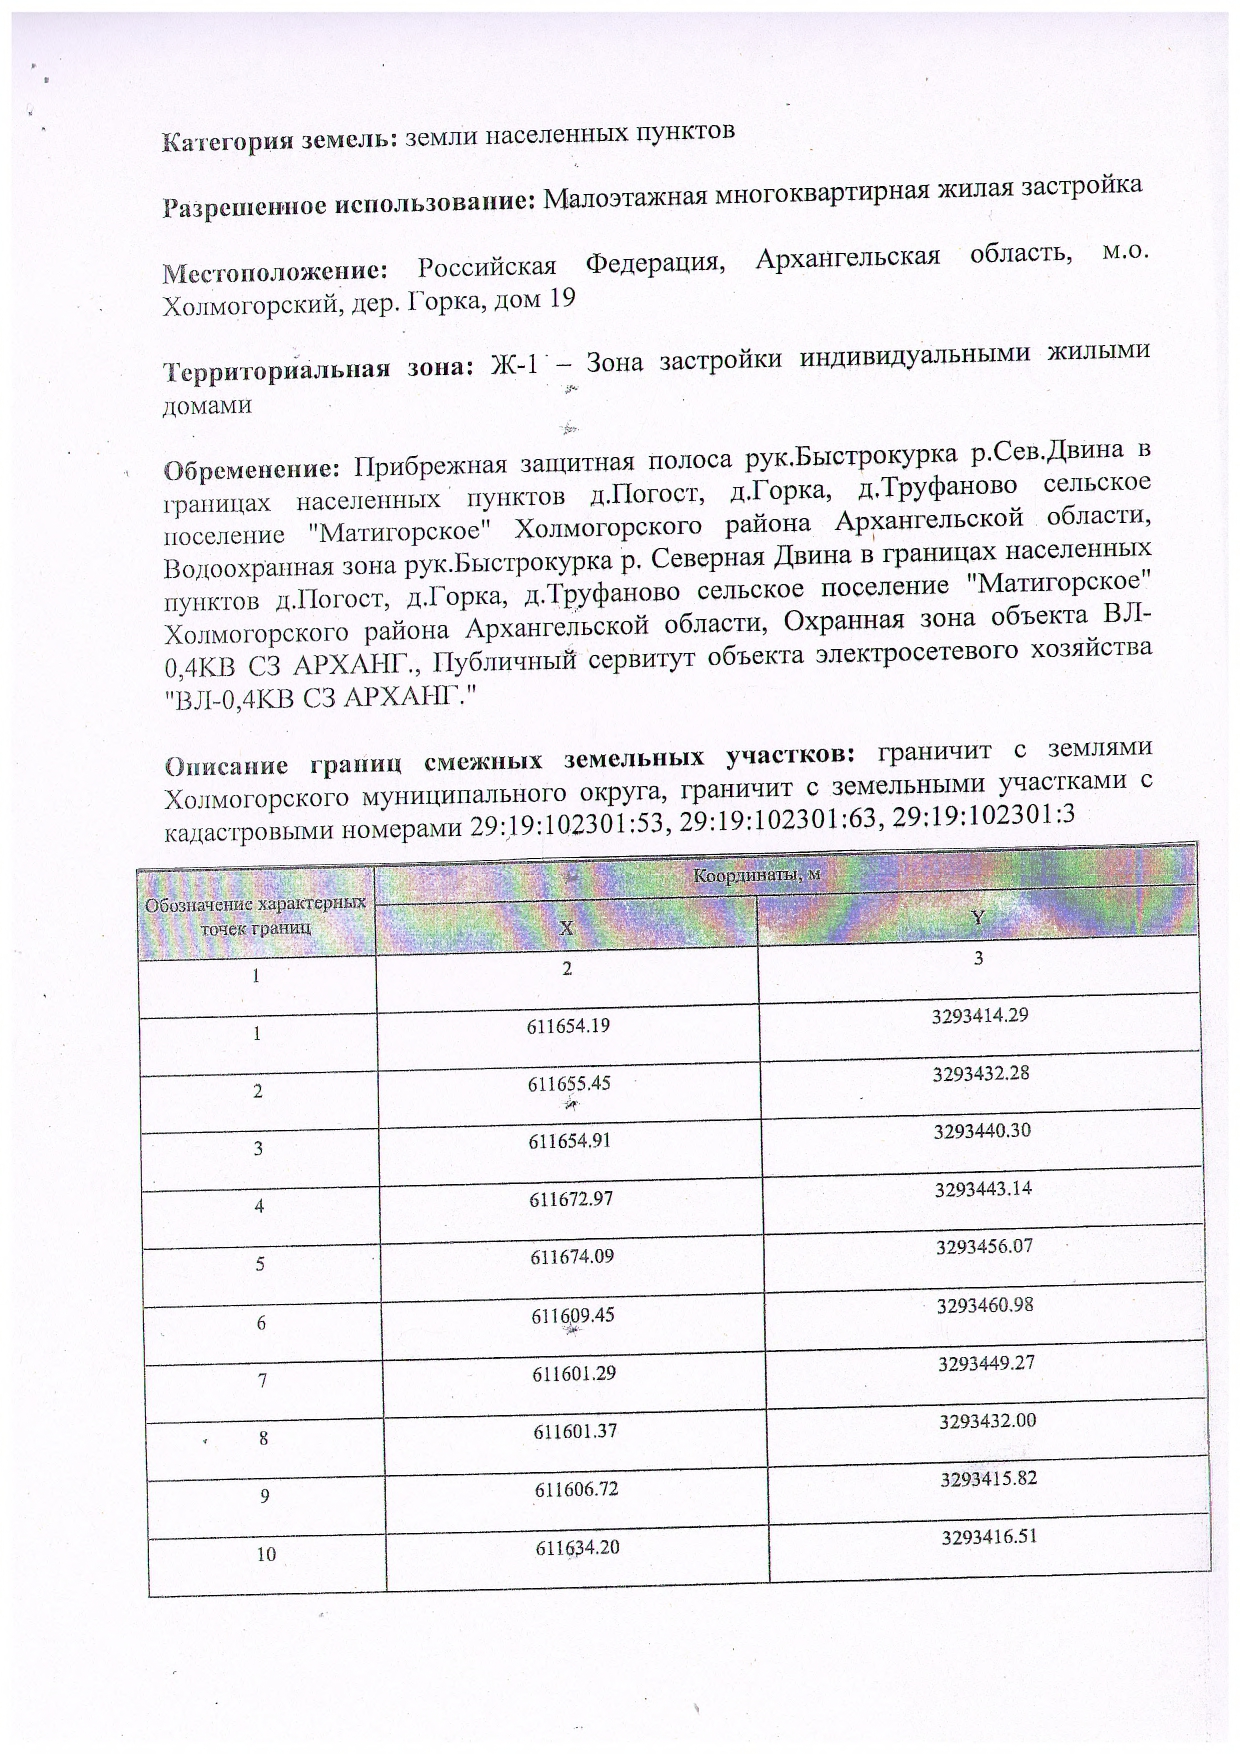 Категория земель: земли населенных пунктов
Разрешенное использование: Малоэтажная многоквартирная жилая застройка
Местоположение: Российская Федерация, Архангельская область, м.о.
Холмогорский, дер. Горка, дом 19
Территориальная зона: Ж-1 – Зона застройки индивидуальными жилыми
домами
Обременение: Прибрежная защитная полоса рук.Быстрокурка р.Сев.Двина в
границах населенных пунктов д.Погост, д.Горка, д.Труфаново сельское
поселение "Матигорское" Холмогорского района Архангельской области,
Водоохранная зона рук.Быстрокурка р. Северная Двина в границах населенных
пунктов д.Погост, д.Горка, д.Труфаново сельское поселение "Матигорское"
Холмогорского района Архангельской области, Охранная зона объекта ВЛ-
0,4КВ СЗ АРХАНГ., Публичный сервитут объекта электросетевого хозяйства
"ВЛ-0,4КВ СЗ АРХАНГ."
Описание границ смежных земельных участков: граничит с землями
Холмогорского муниципального округа, граничит с земельными участками с
кадастровыми номерами 29:19:102301:53, 29:19:102301:63, 29:19:102301:3
Обозначение характерных
точек границ
Координаты, м
X Y
1 2 3
1 611654.19 3293414.29
2 611655.45 3293432.28
3 611654.91 3293440.30
4 611672.97 3293443.14
5 611674.09 3293456.07
6 611609.45 3293460.98
7 611601.29 3293449.27
8 611601.37 3293432.00
9 611606.72 3293415.82
10 611634.20 3293416.51